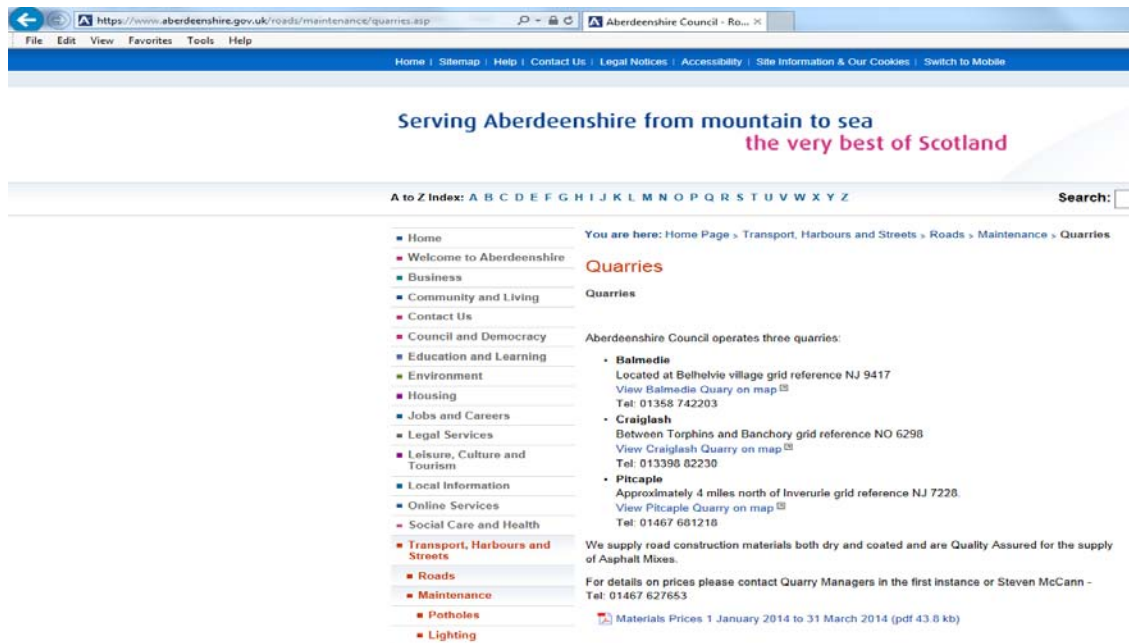 https://www.aberdeenshire.gov.uk/roads/maintenance/quarries.asp
Aberdeenshire Council - Ro...
File Edit View Favorites Tools Help
Home | Sitemap | Help | Contact Us | Legal Notices | Accessibility | Site Information & Our Cookies | Switch to Mobile
Serving Aberdeenshire from mountain to sea
the very best of Scotland
A to Z Index: A B C D E F G H I J K L M N O P Q R S T U V W X Y Z
Search:
Home
Welcome to Aberdeenshire
Business
Community and Living
Contact Us
Council and Democracy
Education and Learning
Environment
Housing
Jobs and Careers
Legal Services
Leisure, Culture and
Tourism
Local Information
Online Services
Social Care and Health
Transport, Harbours and
Streets
Roads
Maintenance
Potholes
Lighting
You are here: Home Page > Transport, Harbours and Streets > Roads > Maintenance > Quarries
Quarries
Quarries
Aberdeenshire Council operates three quarries:
• Balmedie
Located at Belhelvie village grid reference NJ 9417
View Balmedie Quary on map
Tel: 01358 742203
• Craiglash
Between Torphins and Banchory grid reference NO 6298
View Craiglash Quarry on map
Tel: 013398 82230
• Pitcaple
Approximately 4 miles north of Inverurie grid reference NJ 7228.
View Pitcaple Quarry on map
Tel: 01467 681218
We supply road construction materials both dry and coated and are Quality Assured for the supply
of Asphalt Mixes.
For details on prices please contact Quarry Managers in the first instance or Steven McCann -
Tel: 01467 627653
Materials Prices 1 January 2014 to 31 March 2014 (pdf 43.8 kb)